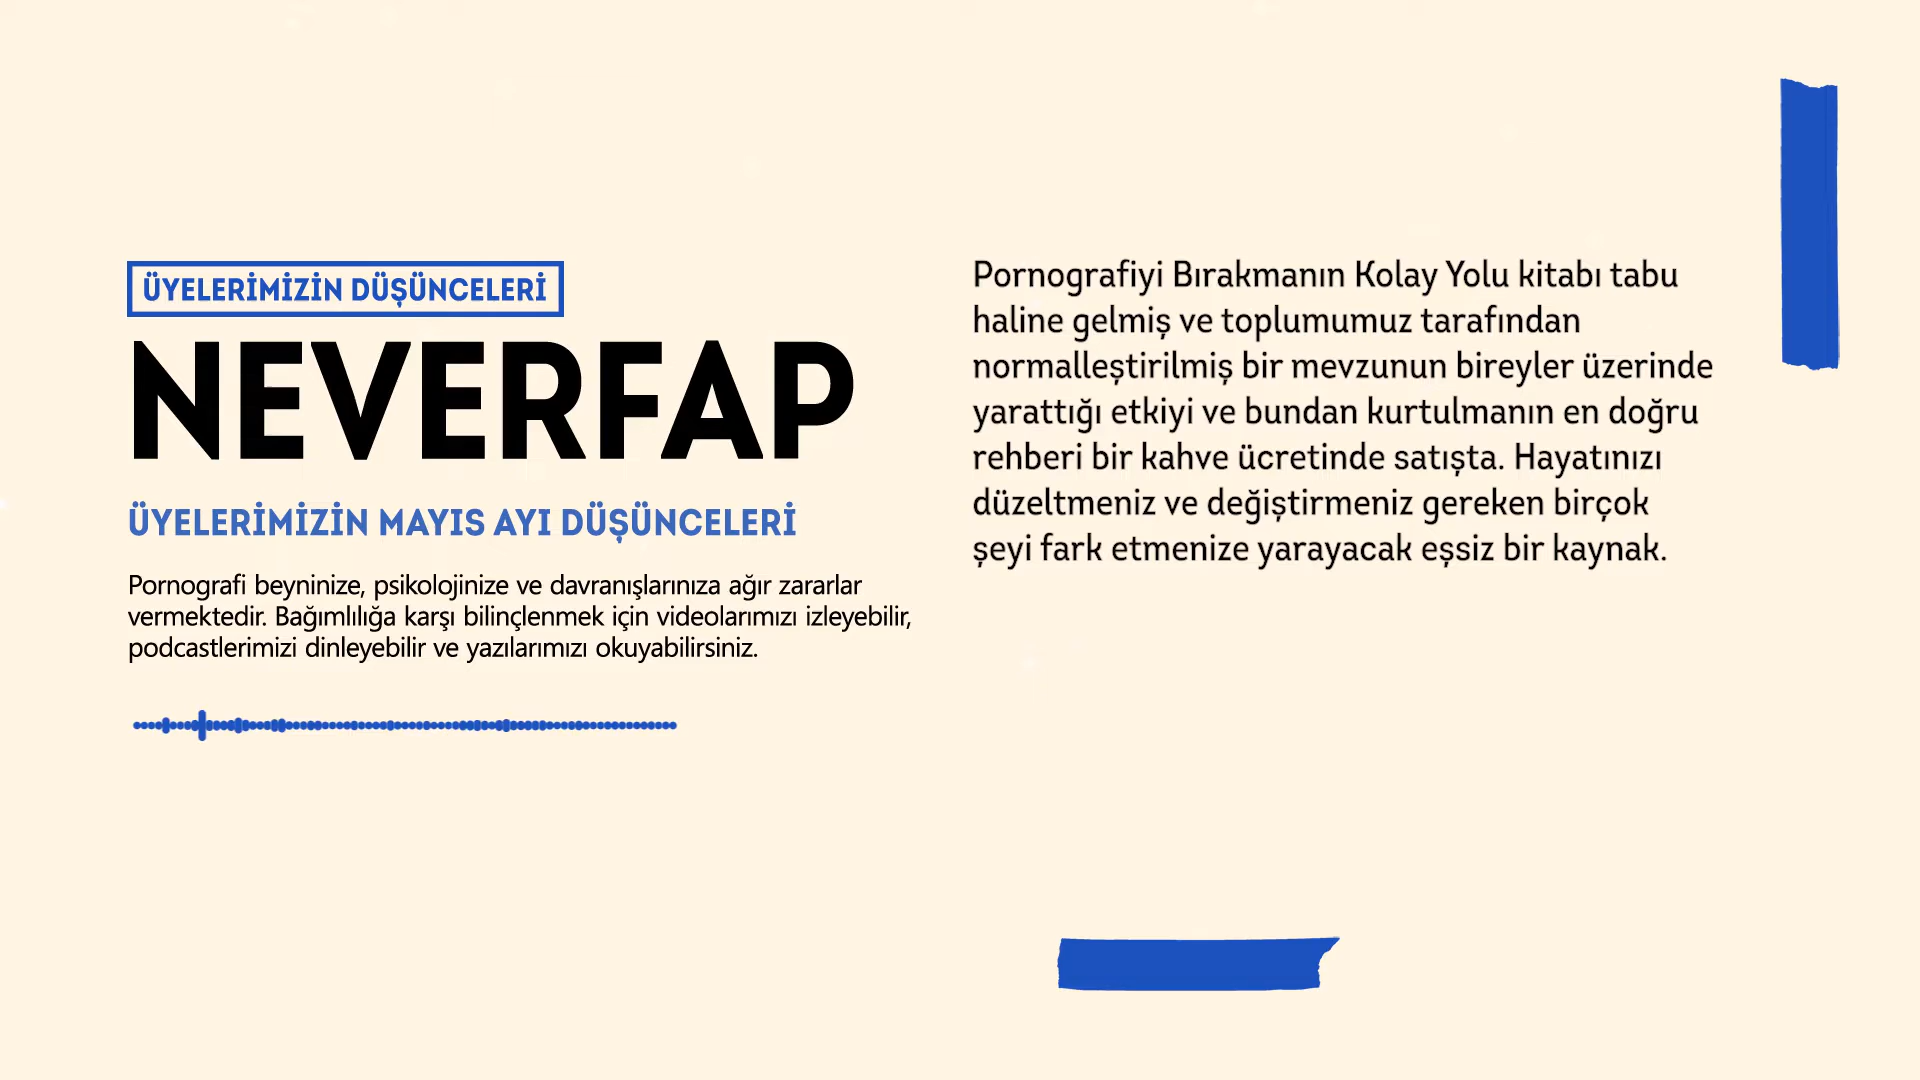 ÜYELERİMİZİN DÜŞÜNCELERİ
NEVERFAP
ÜYELERİMİZİN MAYIS AYI DÜŞÜNCELERİ
Pornografi beyninize, psikolojinize ve davranışlarınıza ağır zararlar
vermektedir. Bağımlılığa karşı bilinçlenmek için videolarımızı izleyebilir,
podcastlerimizi dinleyebilir ve yazılarımızı okuyabilirsiniz.
Pornografiyi Bırakmanın Kolay Yolu kitabı tabu
haline gelmiş ve toplumumuz tarafından
normalleştirilmiş bir mevzunun bireyler üzerinde
yarattığı etkiyi ve bundan kurtulmanın en doğru
rehberi bir kahve ücretinde satışta. Hayatınızı
düzeltmeniz ve değiştirmeniz gereken birçok
şeyi fark etmenize yarayacak eşsiz bir kaynak.